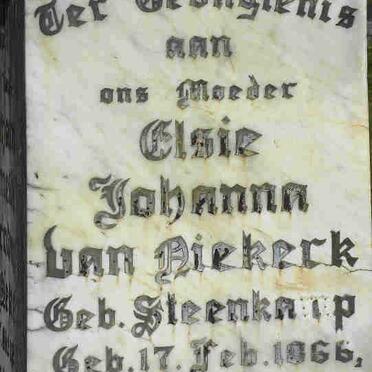 Ter Gedagtenis
aan
ons Moeder
Elsie
Johanna
van Niekerk
Geb. Steenkamp
Geb. 17. Feb. 1866,